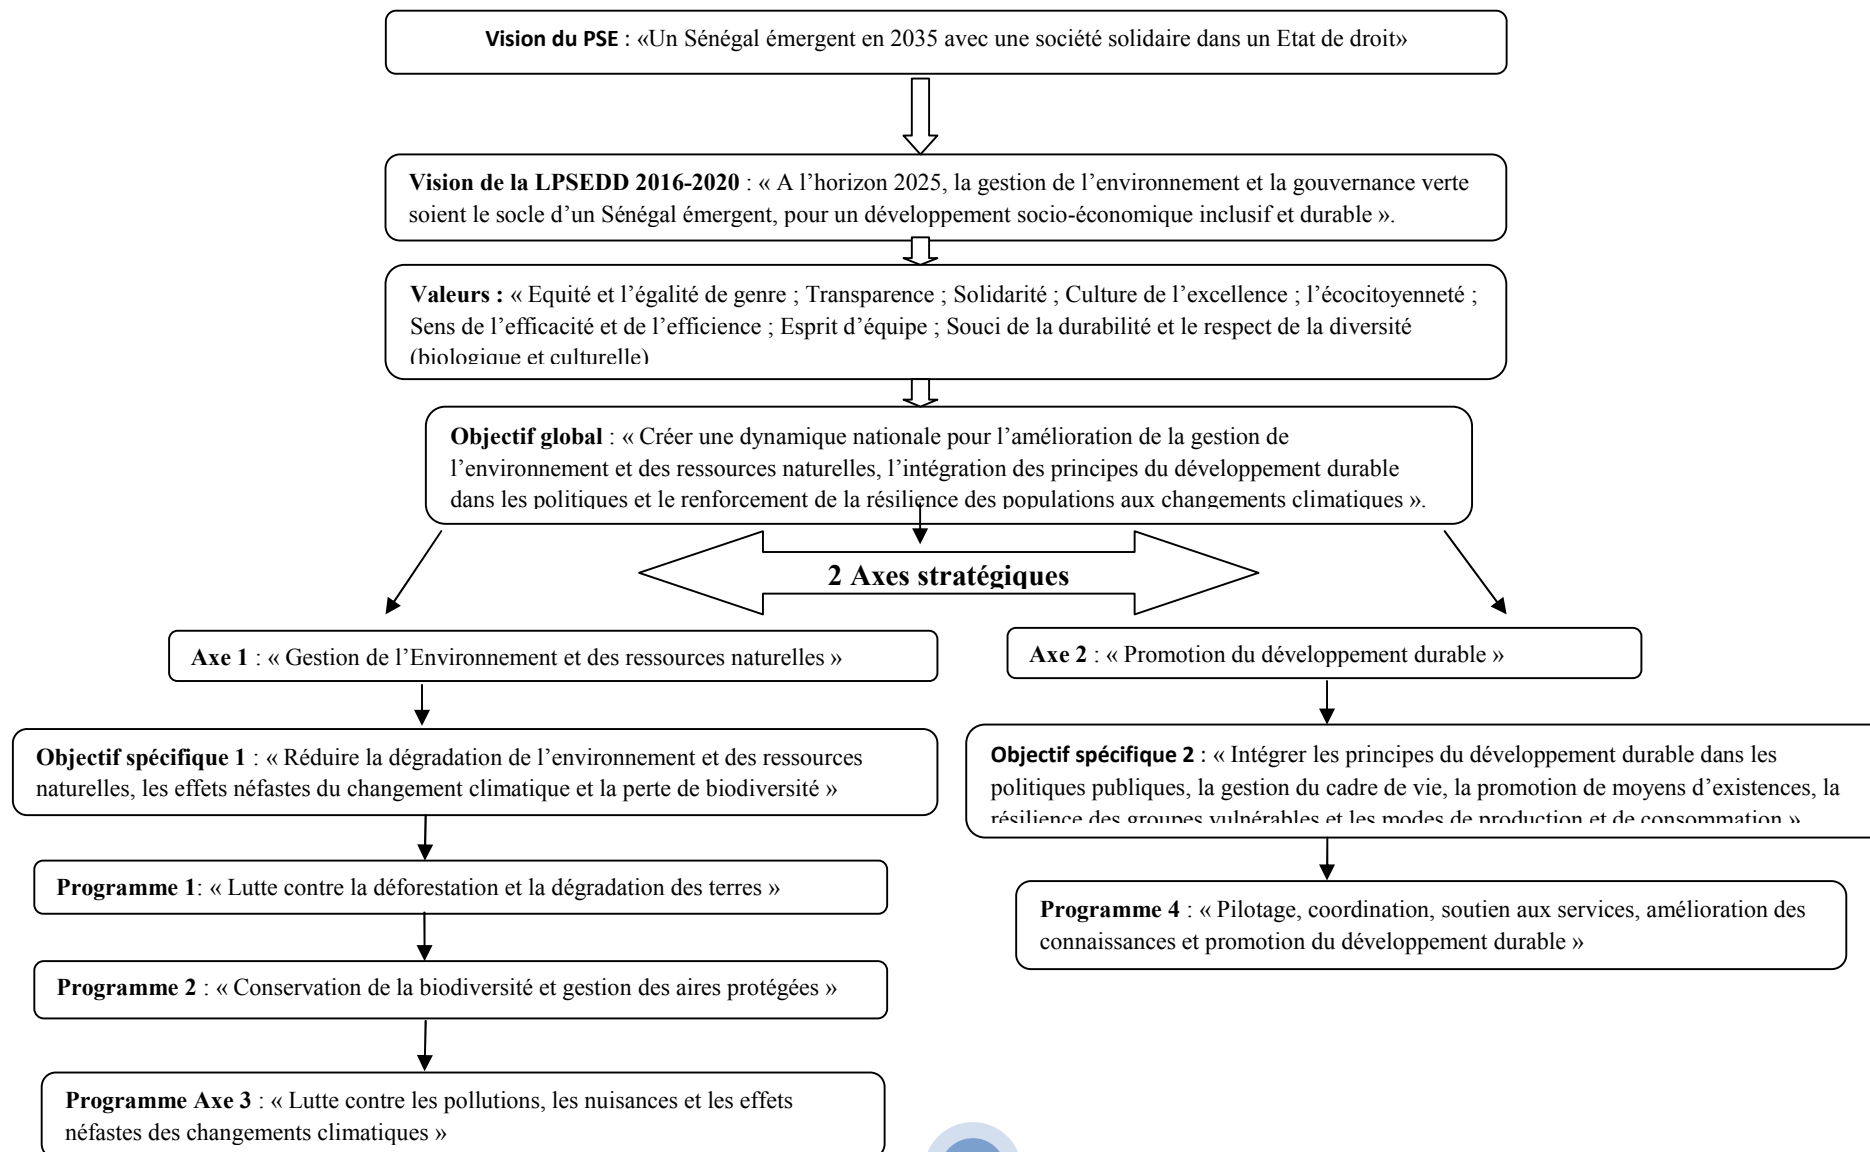 Vision du PSE : «Un Sénégal émergent en 2035 avec une société solidaire dans un Etat de droit»
Vision de la LPSEDD 2016-2020 : « A l’horizon 2025, la gestion de l’environnement et la gouvernance verte
soient le socle d’un Sénégal émergent, pour un développement socio-économique inclusif et durable ».
Valeurs : « Equité et l’égalité de genre ; Transparence ; Solidarité ; Culture de l’excellence ; l’écocitoyenneté ;
Sens de l’efficacité et de l’efficience ; Esprit d’équipe ; Souci de la durabilité et le respect de la diversité
(biologique et culturelle)
Objectif global : « Créer une dynamique nationale pour l’amélioration de la gestion de
l’environnement et des ressources naturelles, l’intégration des principes du développement durable
dans les politiques et le renforcement de la résilience des populations aux changements climatiques ».
2 Axes stratégiques
Axe 1 : « Gestion de l’Environnement et des ressources naturelles »
Axe 2 : « Promotion du développement durable »
Objectif spécifique 1 : « Réduire la dégradation de l’environnement et des ressources
naturelles, les effets néfastes du changement climatique et la perte de biodiversité »
Objectif spécifique 2 : « Intégrer les principes du développement durable dans les
politiques publiques, la gestion du cadre de vie, la promotion de moyens d’existences, la
résilience des groupes vulnérables et les modes de production et de consommation »
Programme 1: « Lutte contre la déforestation et la dégradation des terres »
Programme 4 : « Pilotage, coordination, soutien aux services, amélioration des
connaissances et promotion du développement durable »
Programme 2 : « Conservation de la biodiversité et gestion des aires protégées »
Programme Axe 3 : « Lutte contre les pollutions, les nuisances et les effets
néfastes des changements climatiques »